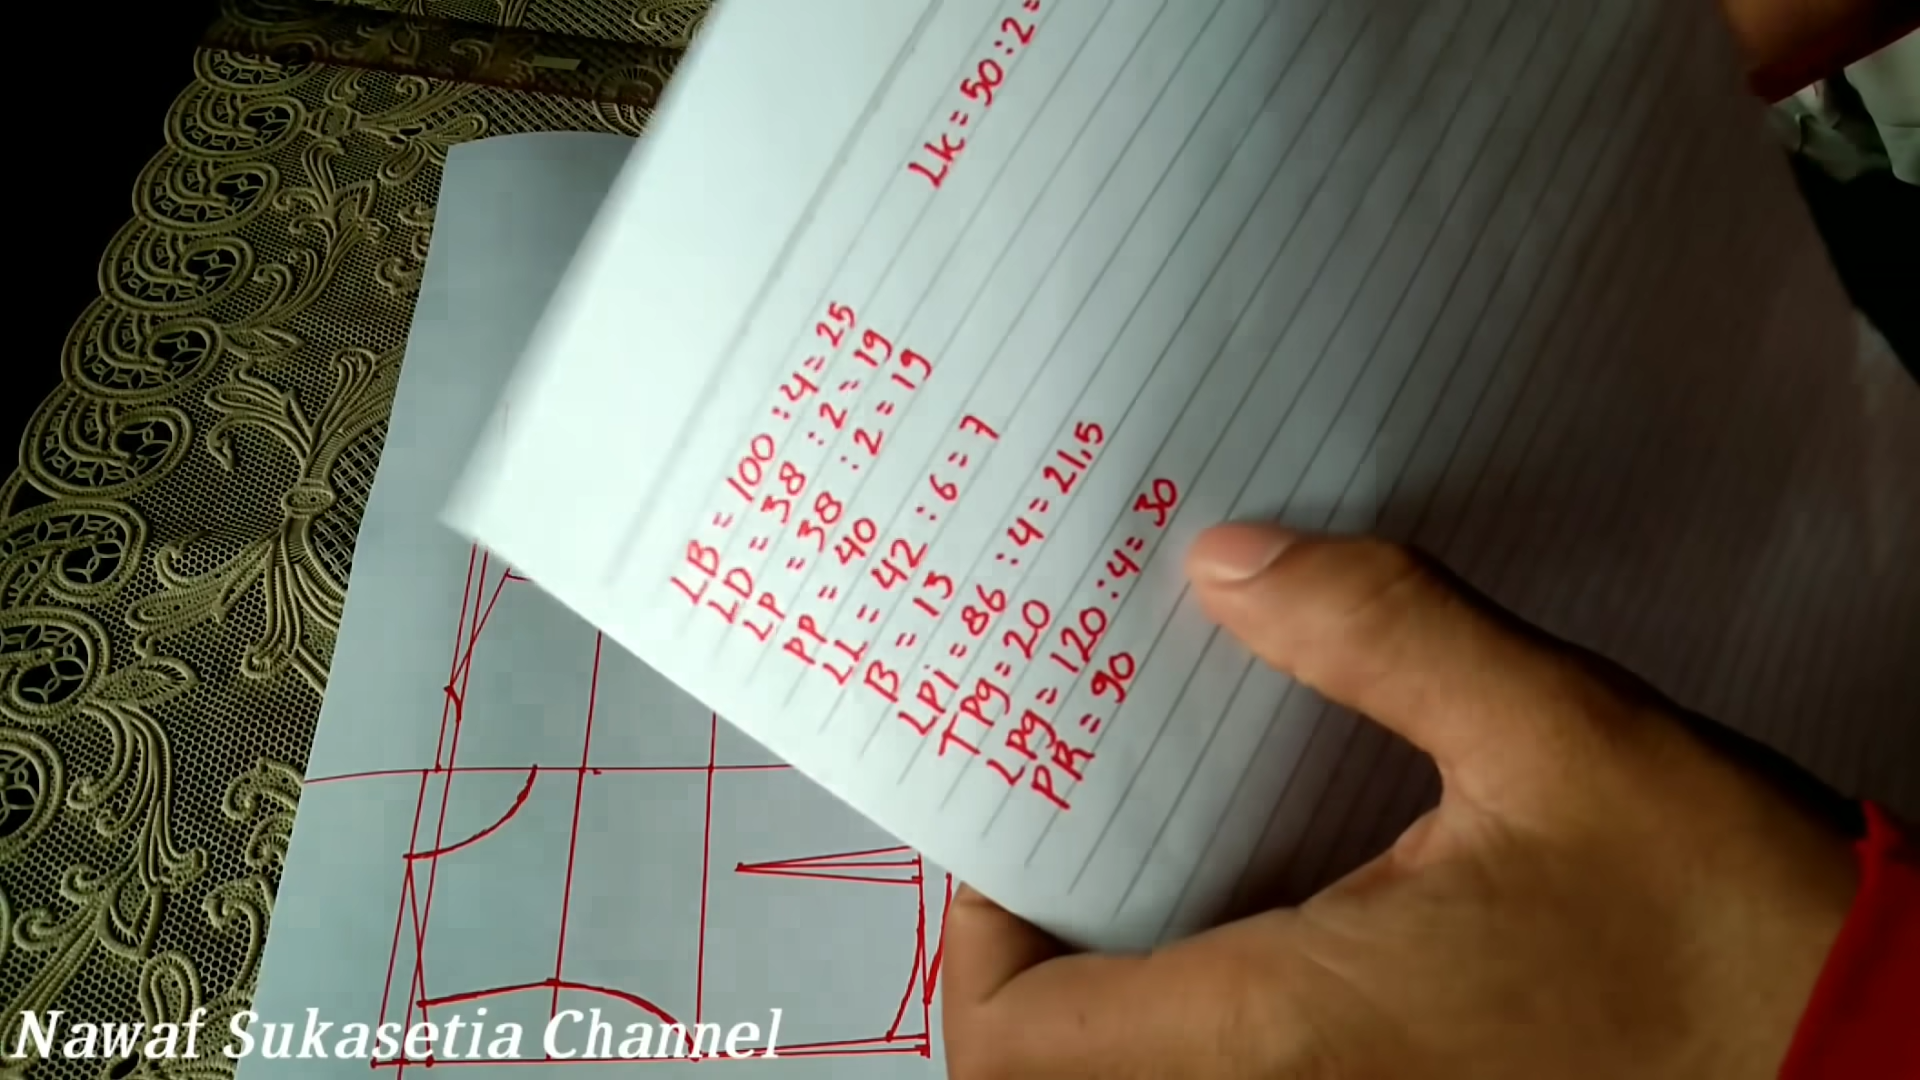 LB = 100 : 4 = 25
LD = 38 : 2 = 19
LP = 38 : 2 = 19
PP = 40
LL = 42 : 6 = 7
B = 13
LPi = 86 : 4 = 21,5
TPg = 20
LPg = 120 : 4 = 30
PR = 90
Lk = 50 : 2 =
Nawaf Sukasetia Channel